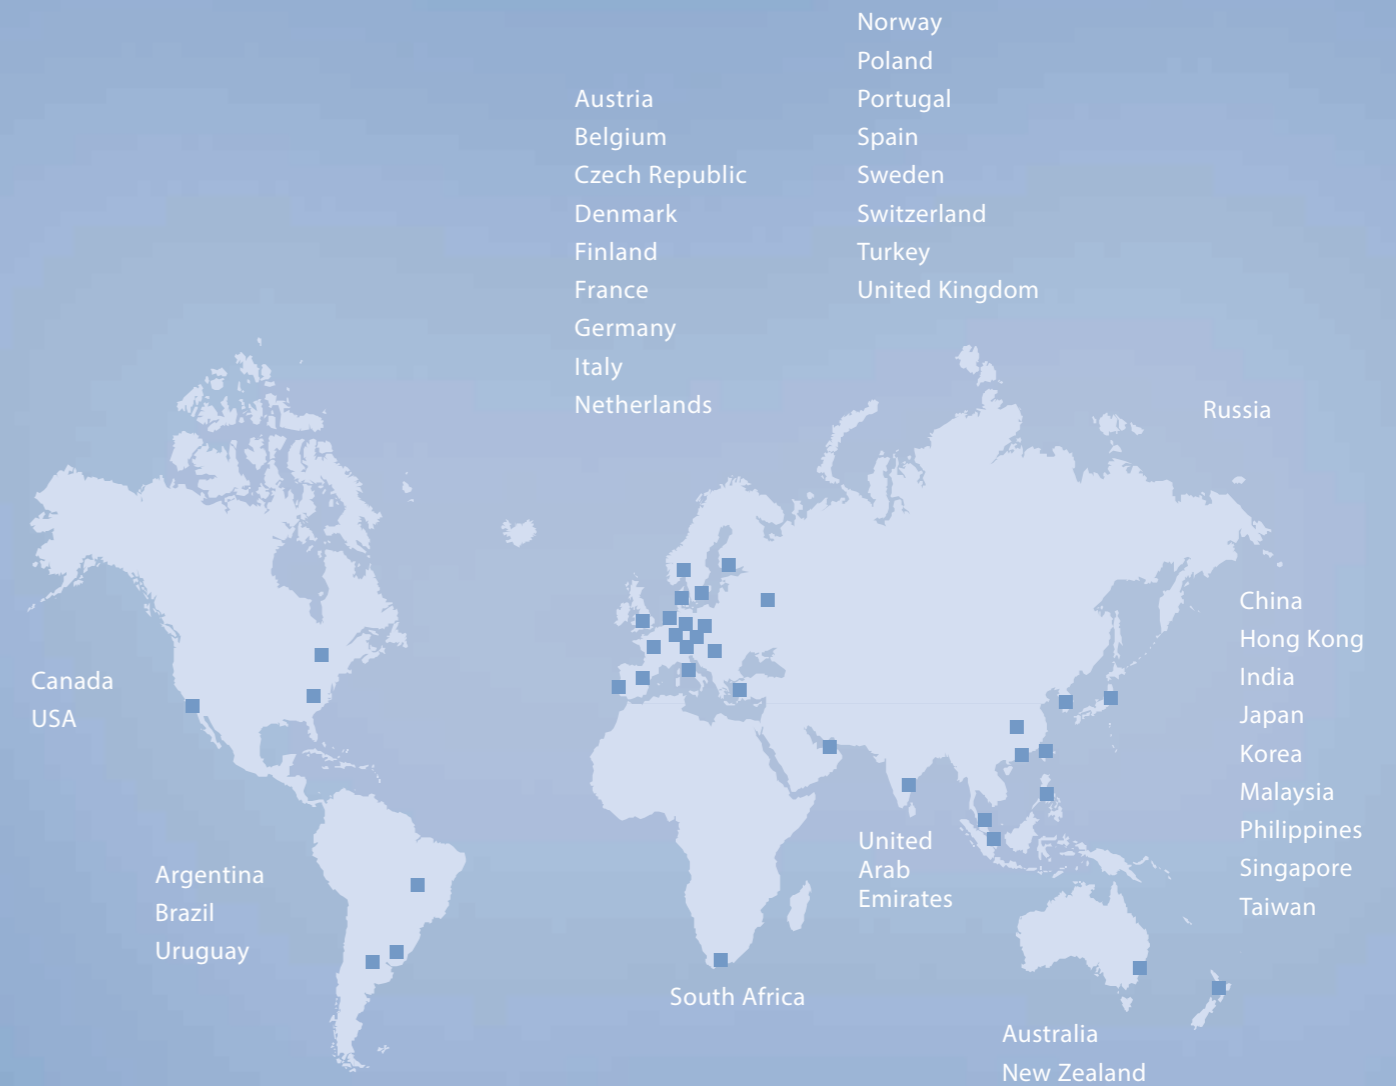 Austria
Belgium
Czech Republic
Denmark
Finland
France
Germany
Italy
Netherlands
Norway
Poland
Portugal
Spain
Sweden
Switzerland
Turkey
United Kingdom
Russia
Canada
USA
China
Hong Kong
India
Japan
Korea
Malaysia
Philippines
Singapore
Taiwan
Argentina
Brazil
Uruguay
United
Arab
Emirates
South Africa
Australia
New Zealand